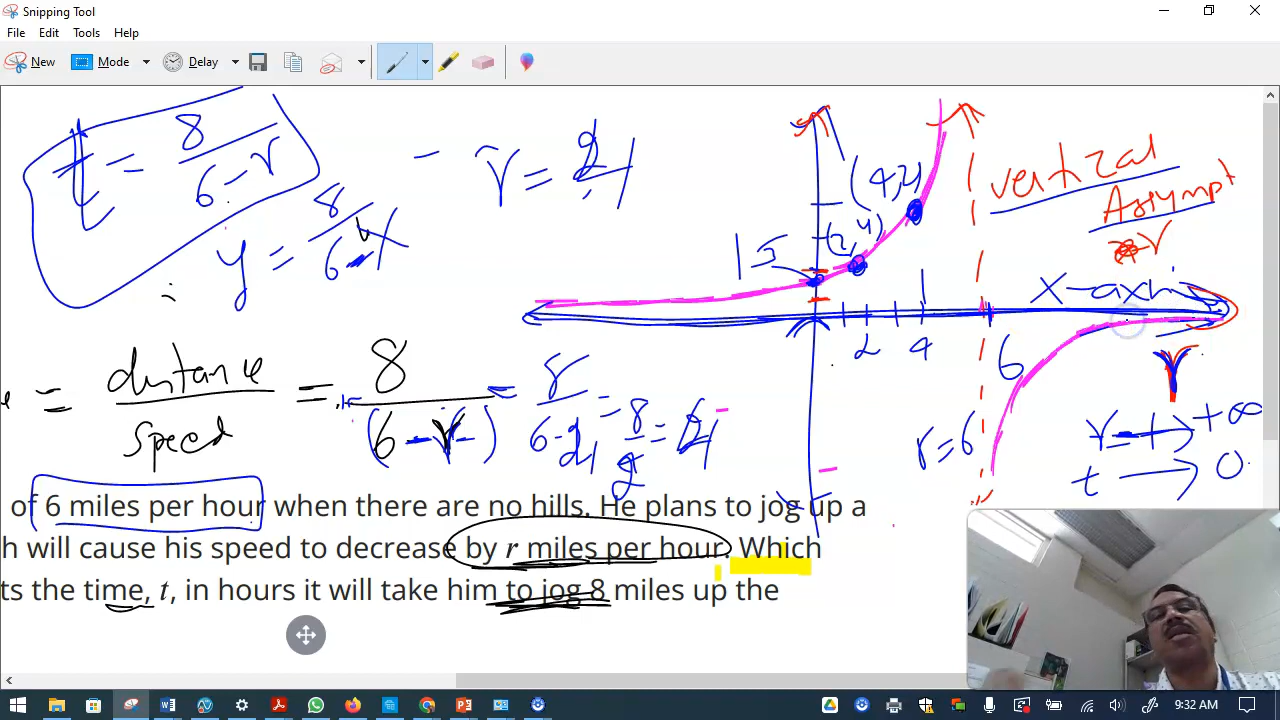 Snipping Tool
File Edit Tools Help
New Mode Delay
t = 8 / 6 - r
y = 8 / 6 - x
r = 2
(4,4)
(2,4)
vertical
Asympt
x-axis
2 4 6
r = 6
r → +∞
t → 0
= distance / speed = 8 / (6 - r) = 8 / 6-2 = 8
of 6 miles per hour when there are no hills. He plans to jog up a
h will cause his speed to decrease by r miles per hour. Which
ts the time, t, in hours it will take him to jog 8 miles up the
9:32 AM